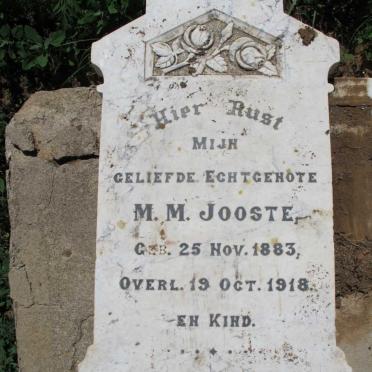 Hier Rust
Mijn
geliefde Echtgenote
M. M. Jooste,
Geb. 25 Nov. 1883,
Overl. 19 Oct. 1918.
en Kind.